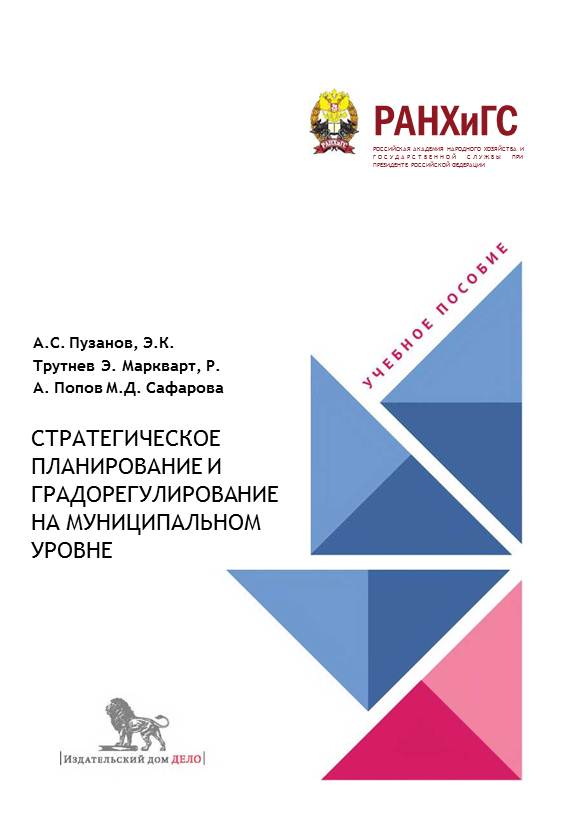 РАНХиГС
РАНХиГС
РОССИЙСКАЯ АКАДЕМИЯ НАРОДНОГО ХОЗЯЙСТВА И
ГОСУДАРСТВЕННОЙ СЛУЖБЫ ПРИ
ПРЕЗИДЕНТЕ РОССИЙСКОЙ ФЕДЕРАЦИИ
УЧЕБНОЕ ПОСОБИЕ
А.С. Пузанов, Э.К.
Трутнев Э. Маркварт, Р.
А. Попов М.Д. Сафарова
СТРАТЕГИЧЕСКОЕ
ПЛАНИРОВАНИЕ И
ГРАДОРЕГУЛИРОВАНИЕ
НА МУНИЦИПАЛЬНОМ
УРОВНЕ
|Издательский дом ДЕЛО|